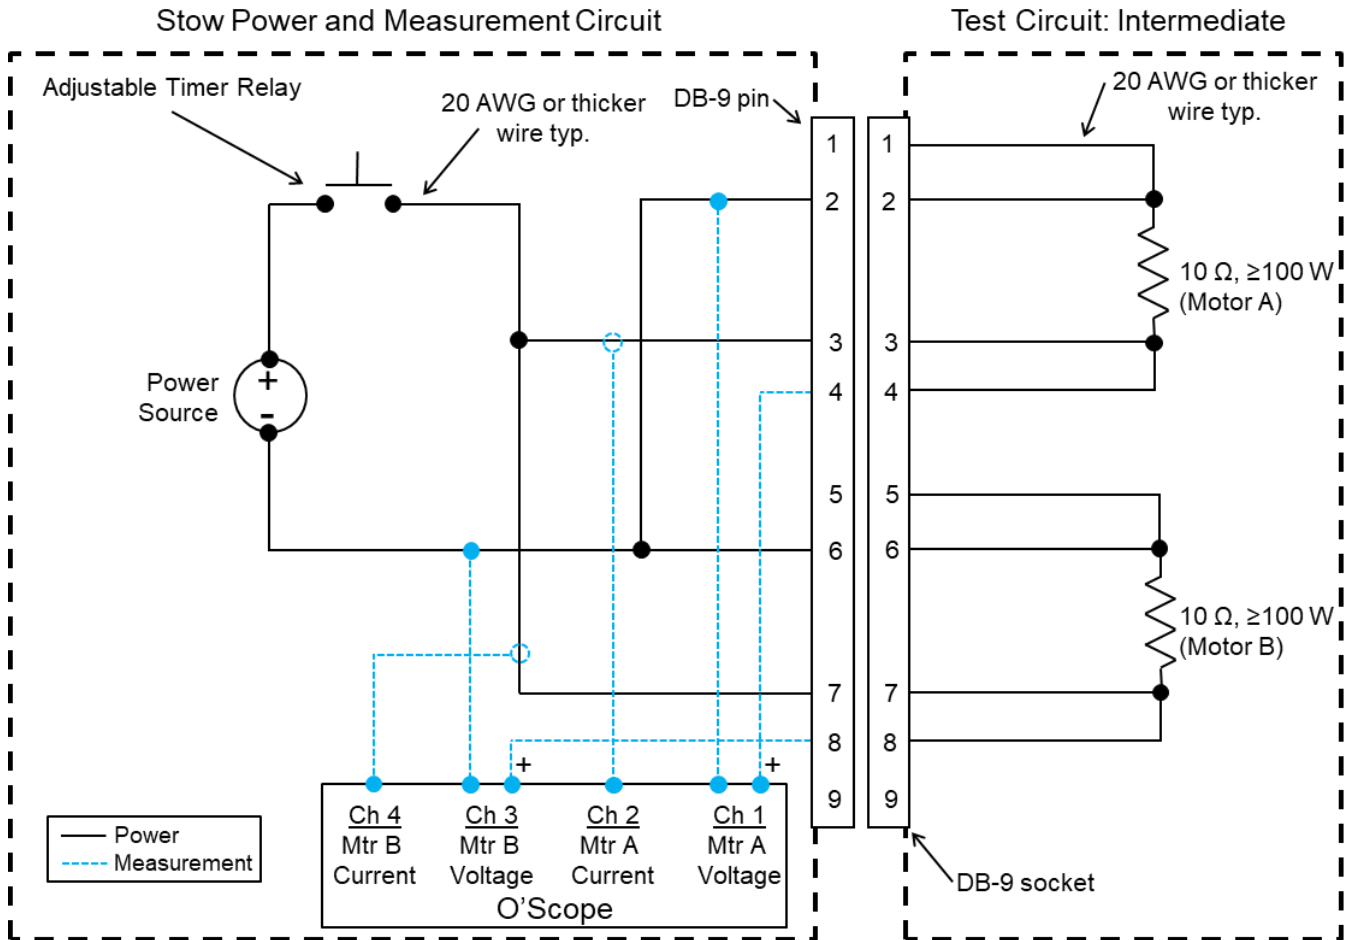 Stow Power and Measurement Circuit
Test Circuit: Intermediate
Adjustable Timer Relay
20 AWG or thicker
wire typ.
DB-9 pin
20 AWG or thicker
wire typ.
1
2
3
4
5
6
7
8
9
1
2
3
4
5
6
7
8
9
10 Ω, ≥100 W
(Motor A)
10 Ω, ≥100 W
(Motor B)
Power
Source
+
-
+
+
Ch 4
Mtr B
Current
Ch 3
Mtr B
Voltage
Ch 2
Mtr A
Current
Ch 1
Mtr A
Voltage
O'Scope
Power
Measurement
DB-9 socket